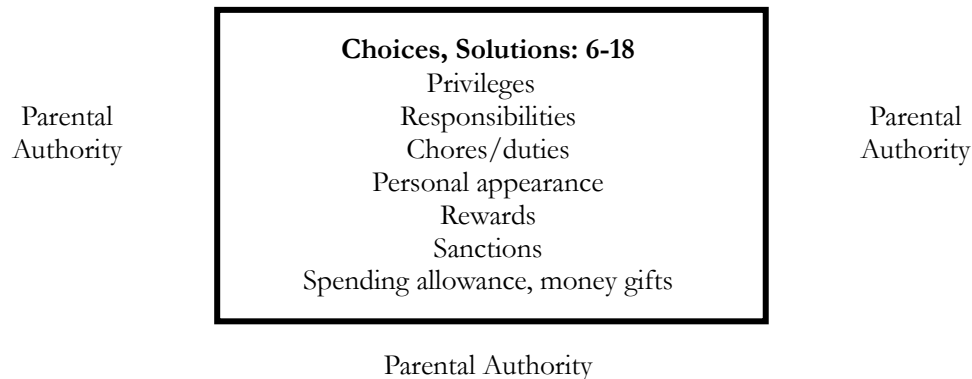 Choices, Solutions: 6-18
Privileges
Responsibilities
Chores/duties
Personal appearance
Rewards
Sanctions
Spending allowance, money gifts
Parental
Authority
Parental
Authority
Parental Authority